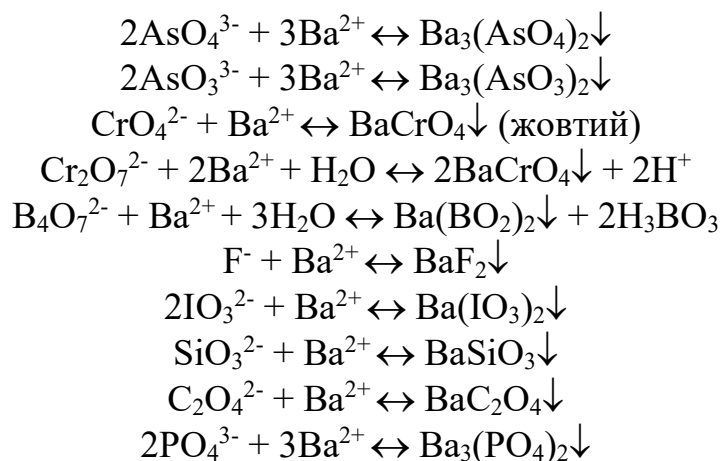 2AsO₄³⁻ + 3Ba²⁺ ↔ Ba₃(AsO₄)₂↓
2AsO₃³⁻ + 3Ba²⁺ ↔ Ba₃(AsO₃)₂↓
CrO₄²⁻ + Ba²⁺ ↔ BaCrO₄↓ (жовтий)
Cr₂O₇²⁻ + 2Ba²⁺ + H₂O ↔ 2BaCrO₄↓ + 2H⁺
B₄O₇²⁻ + Ba²⁺ + 3H₂O ↔ Ba(BO₂)₂↓ + 2H₃BO₃
F⁻ + Ba²⁺ ↔ BaF₂↓
2IO₃²⁻ + Ba²⁺ ↔ Ba(IO₃)₂↓
SiO₃²⁻ + Ba²⁺ ↔ BaSiO₃↓
C₂O₄²⁻ + Ba²⁺ ↔ BaC₂O₄↓
2PO₄³⁻ + 3Ba²⁺ ↔ Ba₃(PO₄)₂↓